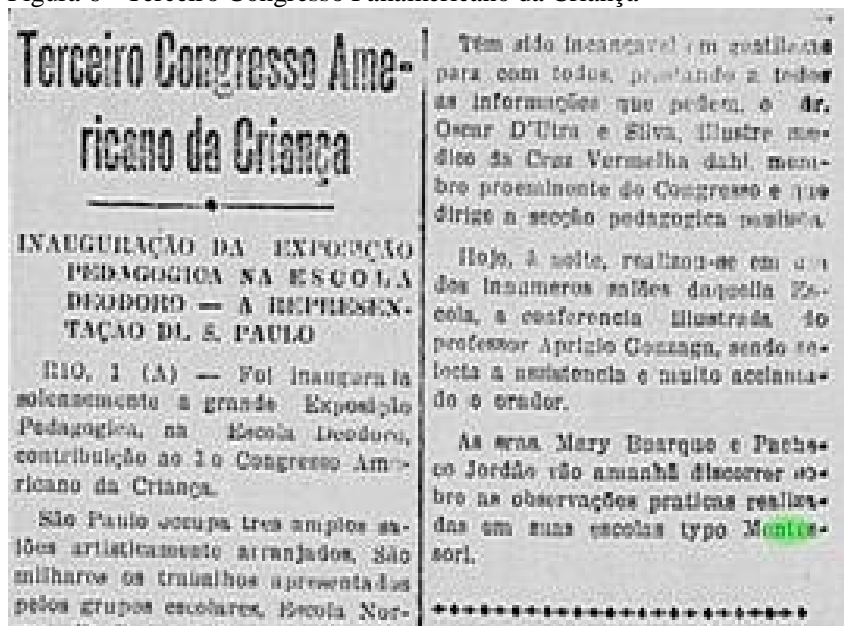 Figura 6 - Terceiro Congresso Panamericano da Criança
Terceiro Congresso Ame-
ricano da Criança
INAUGURAÇÃO DA EXPOSIÇÃO
PEDAGOGICA NA ESCOLA
DEODORO — A REPRESEN-
TAÇÃO DE S. PAULO
RIO, 1 (A) — Foi inaugurada
solennemente a grande Exposição
Pedagogica, na Escola Deodoro,
contribuição ao 3o Congresso Ame-
ricano da Criança.
São Paulo occupa tres amplos sa-
lões artisticamente arranjados. São
milhares os trabalhos apresentados
pelos grupos escolares, Escola Nor-
Tem sido incançavel em gentileza
para com todos, prestando a todos
as informações que pedem, o dr.
Oscar D'Utra e Silva, illustre me-
dico da Cruz Vermelha dahi, mem-
bro proeminente do Congresso e que
dirige a secção pedagogica paulista.
Hoje, á noite, realizou-se em um
dos innumeros salões daquella Es-
cola, a conferencia illustrada do
professor Aprigio Gonzaga, sendo se-
lecta a assistencia e muito acclama-
do o orador.
As sras. Mary Buarque e Pache-
co Jordão vão amanhã discorrer so-
bre as observações praticas realiza-
das em suas escolas typo Montes-
sori.